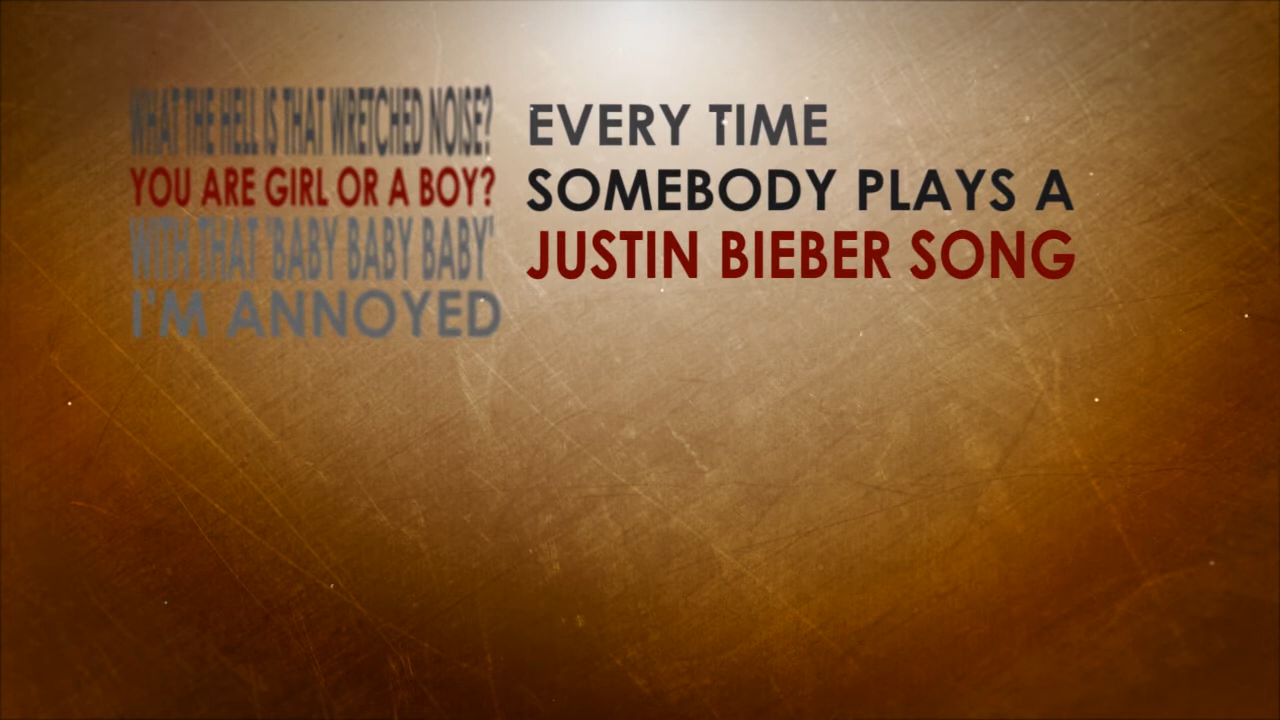 WHAT THE HELL IS THAT WRETCHED NOISE?
YOU ARE GIRL OR A BOY?
WITH THAT 'BABY BABY BABY'
I'M ANNOYED
EVERY TIME
SOMEBODY PLAYS A
JUSTIN BIEBER SONG